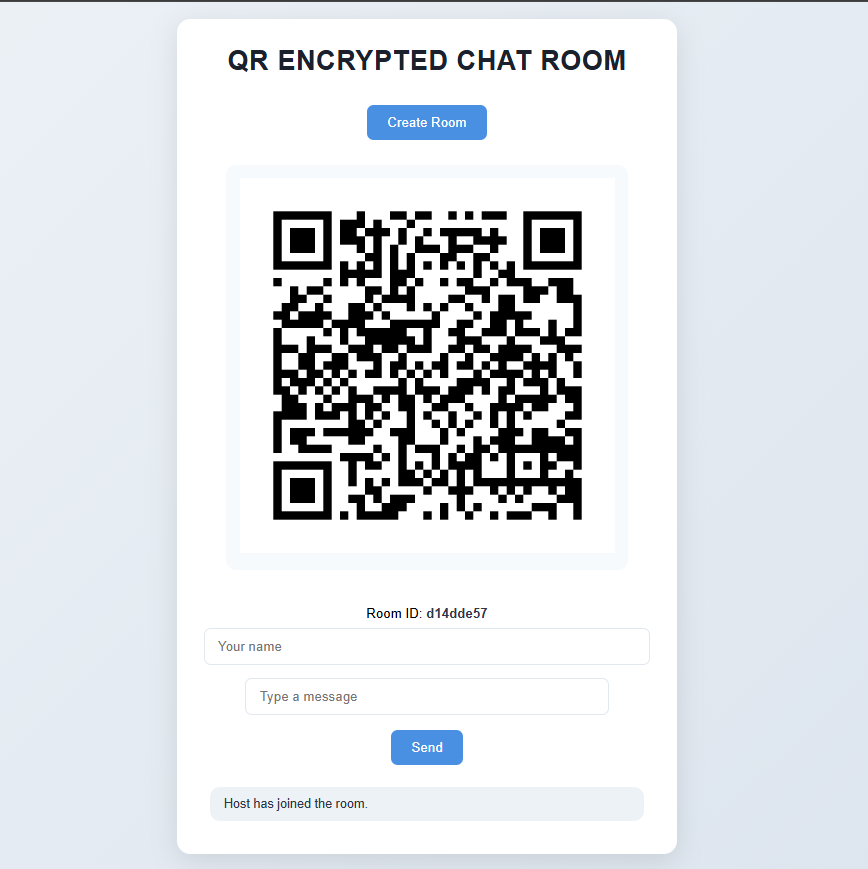 QR ENCRYPTED CHAT ROOM
Create Room
Room ID: d14dde57
Your name
Type a message
Send
Host has joined the room.